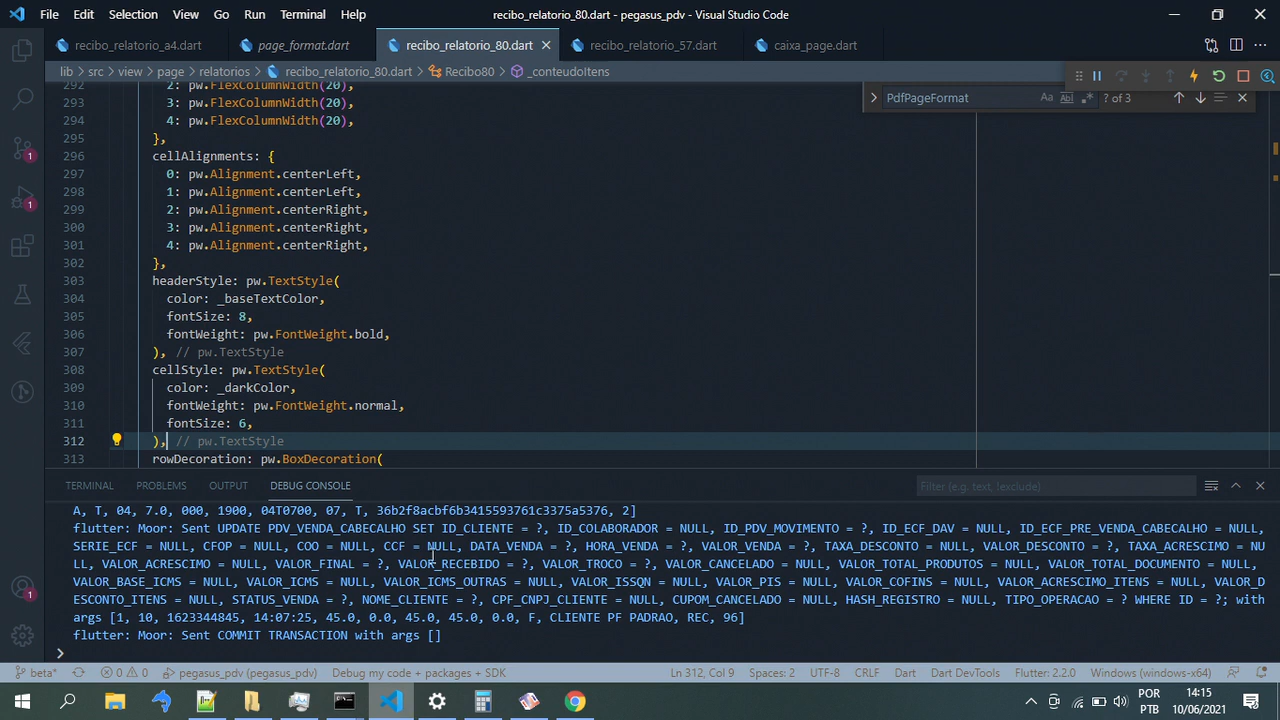 File Edit Selection View Go Run Terminal Help recibo_relatorio_80.dart - pegasus_pdv - Visual Studio Code
recibo_relatorio_a4.dart page_format.dart recibo_relatorio_80.dart recibo_relatorio_57.dart caixa_page.dart
lib > src > view > page > relatorios > recibo_relatorio_80.dart > Recibo80 > _conteudoItens
PdfPageFormat Aa Abl .* ? of 3
292 2: pw.FlexColumnWidth(20),
293 3: pw.FlexColumnWidth(20),
294 4: pw.FlexColumnWidth(20),
295 },
296 cellAlignments: {
297 0: pw.Alignment.centerLeft,
298 1: pw.Alignment.centerLeft,
299 2: pw.Alignment.centerRight,
300 3: pw.Alignment.centerRight,
301 4: pw.Alignment.centerRight,
302 },
303 headerStyle: pw.TextStyle(
304 color: _baseTextColor,
305 fontSize: 8,
306 fontWeight: pw.FontWeight.bold,
307 ), // pw.TextStyle
308 cellStyle: pw.TextStyle(
309 color: _darkColor,
310 fontWeight: pw.FontWeight.normal,
311 fontSize: 6,
312 ), // pw.TextStyle
313 rowDecoration: pw.BoxDecoration(
TERMINAL PROBLEMS OUTPUT DEBUG CONSOLE Filter (e.g. text, !exclude)
A, T, 04, 7.0, 000, 1900, 04T0700, 07, T, 36b2f8acbf6b3415593761c3375a5376, 2]
flutter: Moor: Sent UPDATE PDV_VENDA_CABECALHO SET ID_CLIENTE = ?, ID_COLABORADOR = NULL, ID_PDV_MOVIMENTO = ?, ID_ECF_DAV = NULL, ID_ECF_PRE_VENDA_CABECALHO = NULL,
SERIE_ECF = NULL, CFOP = NULL, COO = NULL, CCF = NULL, DATA_VENDA = ?, HORA_VENDA = ?, VALOR_VENDA = ?, TAXA_DESCONTO = NULL, VALOR_DESCONTO = ?, TAXA_ACRESCIMO = NU
LL, VALOR_ACRESCIMO = NULL, VALOR_FINAL = ?, VALOR_RECEBIDO = ?, VALOR_TROCO = ?, VALOR_CANCELADO = NULL, VALOR_TOTAL_PRODUTOS = NULL, VALOR_TOTAL_DOCUMENTO = NULL,
VALOR_BASE_ICMS = NULL, VALOR_ICMS = NULL, VALOR_ICMS_OUTRAS = NULL, VALOR_ISSQN = NULL, VALOR_PIS = NULL, VALOR_COFINS = NULL, VALOR_ACRESCIMO_ITENS = NULL, VALOR_D
ESCONTO_ITENS = NULL, STATUS_VENDA = ?, NOME_CLIENTE = ?, CPF_CNPJ_CLIENTE = NULL, CUPOM_CANCELADO = NULL, HASH_REGISTRO = NULL, TIPO_OPERACAO = ? WHERE ID = ?; with
args [1, 10, 1623344845, 14:07:25, 45.0, 0.0, 45.0, 45.0, 0.0, F, CLIENTE PF PADRAO, REC, 96]
flutter: Moor: Sent COMMIT TRANSACTION with args []
>
1
1
1
beta* 0 0 pegasus_pdv (pegasus_pdv) Debug my code + packages + SDK Ln 312, Col 9 Spaces: 2 UTF-8 CRLF Dart Dart DevTools Flutter: 2.2.0 Windows (windows-x64)
POR 14:15
PTB 10/06/2021